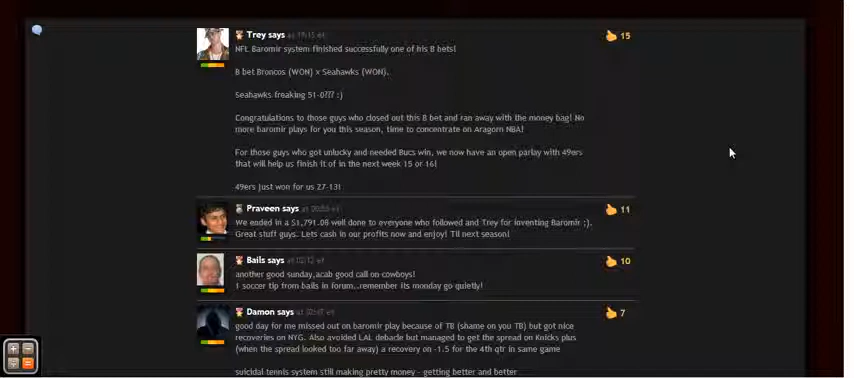 Trey says at 19:15 et
15
NFL Baromir system finished successfully one of his B bets!
B bet Broncos (WON) x Seahawks (WON).
Seahawks freaking 51-0??? :)
Congratulations to those guys who closed out this B bet and ran away with the money bag! No
more baromir plays for you this season, time to concentrate on Aragorn NBA!
For those guys who got unlucky and needed Bucs win, we now have an open parlay with 49ers
that will help us finish it of in the next week 15 or 16!
49ers just won for us 27-13!
Praveen says at
11
We ended in a $1,791.08 well done to everyone who followed and Trey for inventing Baromir ;).
Great stuff guys. Lets cash in our profits now and enjoy! Til next season!
Bails says at 02:12 et
10
another good sunday,acab good call on cowboys!
1 soccer tip from bails in forum..remember its monday go quietly!
Damon says at
7
good day for me missed out on baromir play because of TB (shame on you TB) but got nice
recoveries on NYG. Also avoided LAL debacle but managed to get the spread on Knicks plus
(when the spread looked too far away) a recovery on -1.5 for the 4th qtr in same game
suicidal tennis system still making pretty money - getting better and better